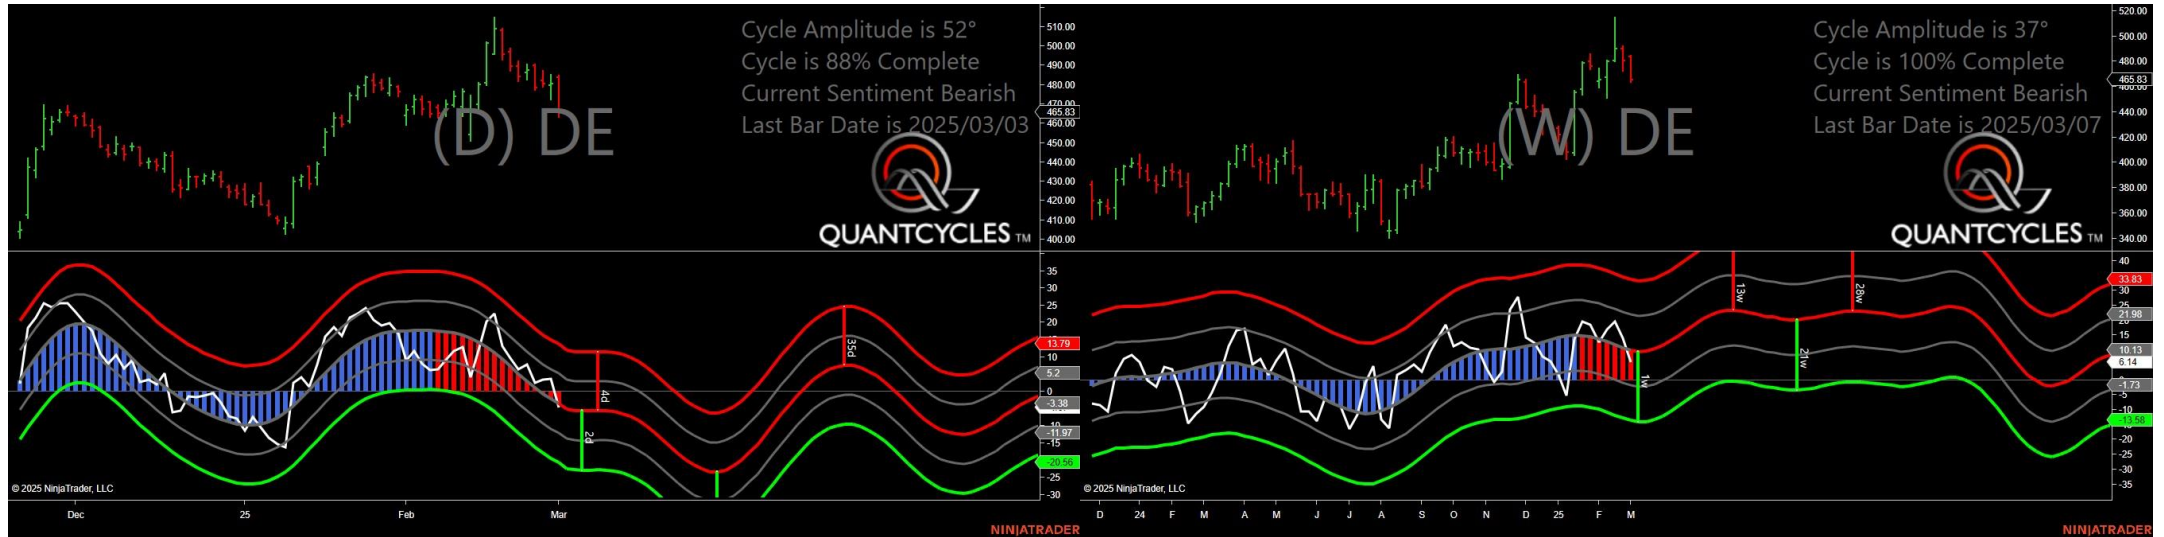 Cycle Amplitude is 52°
Cycle is 88% Complete
Current Sentiment Bearish
Last Bar Date is 2025/03/03
(D) DE
QUANTCYCLES TM
510.00
500.00
490.00
480.00
470.00
465.83
460.00
450.00
440.00
430.00
420.00
410.00
400.00
35
30
25
20
13.79
10
5.2
0
-3.38
-10
-11.97
-15
-20.56
-25
-30
4d
2d
35d
© 2025 NinjaTrader, LLC
Dec
25
Feb
Mar
NINJATRADER
Cycle Amplitude is 37°
Cycle is 100% Complete
Current Sentiment Bearish
Last Bar Date is 2025/03/07
(W) DE
QUANTCYCLES TM
520.00
500.00
480.00
465.83
460.00
440.00
420.00
400.00
380.00
360.00
340.00
40
33.83
30
25
21.98
15
10.13
6.14
-1.73
-5
-10
-13.58
-20
-25
-30
-35
1w
13w
21w
28w
© 2025 NinjaTrader, LLC
D 24 F M A M J J A S O N D 25 F M
NINJATRADER